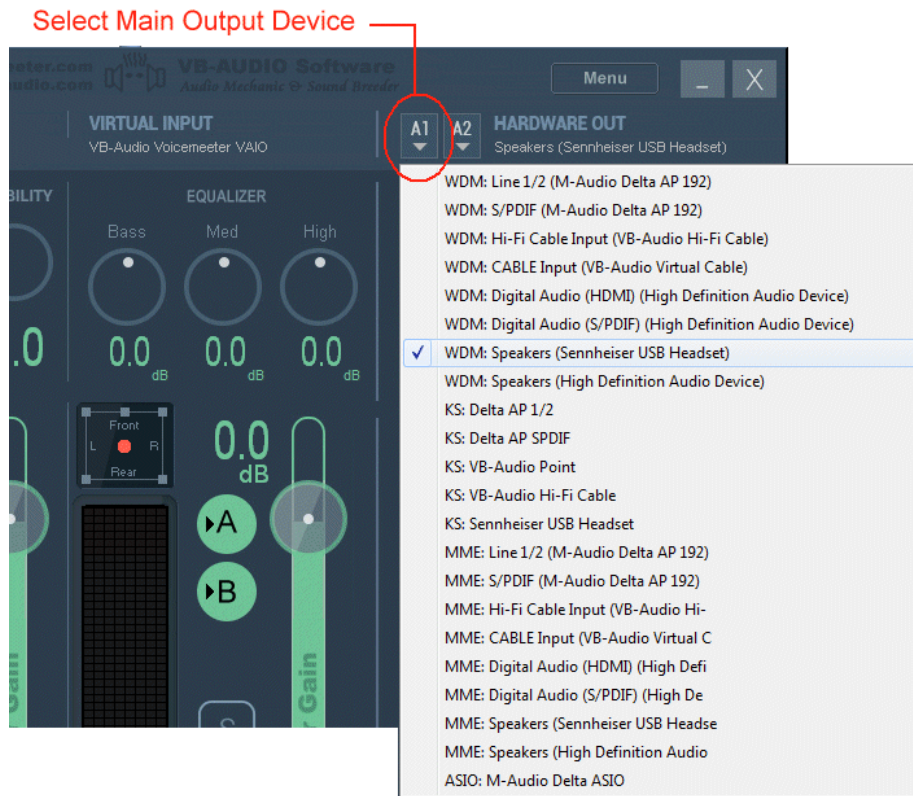 Select Main Output Device
meter.com
audio.com
VB-AUDIO Software
Audio Mechanic & Sound Breeder
Menu
_
X
VIRTUAL INPUT
VB-Audio Voicemeeter VAIO
A1
A2
HARDWARE OUT
Speakers (Sennheiser USB Headset)
BILITY
EQUALIZER
Bass Med High
.0
0.0 dB
0.0 dB
0.0 dB
Front
L R
Rear
0.0
dB
A
B
Gain
Gain
WDM: Line 1/2 (M-Audio Delta AP 192)
WDM: S/PDIF (M-Audio Delta AP 192)
WDM: Hi-Fi Cable Input (VB-Audio Hi-Fi Cable)
WDM: CABLE Input (VB-Audio Virtual Cable)
WDM: Digital Audio (HDMI) (High Definition Audio Device)
WDM: Digital Audio (S/PDIF) (High Definition Audio Device)
WDM: Speakers (Sennheiser USB Headset)
WDM: Speakers (High Definition Audio Device)
KS: Delta AP 1/2
KS: Delta AP SPDIF
KS: VB-Audio Point
KS: VB-Audio Hi-Fi Cable
KS: Sennheiser USB Headset
MME: Line 1/2 (M-Audio Delta AP 192)
MME: S/PDIF (M-Audio Delta AP 192)
MME: Hi-Fi Cable Input (VB-Audio Hi-
MME: CABLE Input (VB-Audio Virtual C
MME: Digital Audio (HDMI) (High Defi
MME: Digital Audio (S/PDIF) (High De
MME: Speakers (Sennheiser USB Headse
MME: Speakers (High Definition Audio
ASIO: M-Audio Delta ASIO